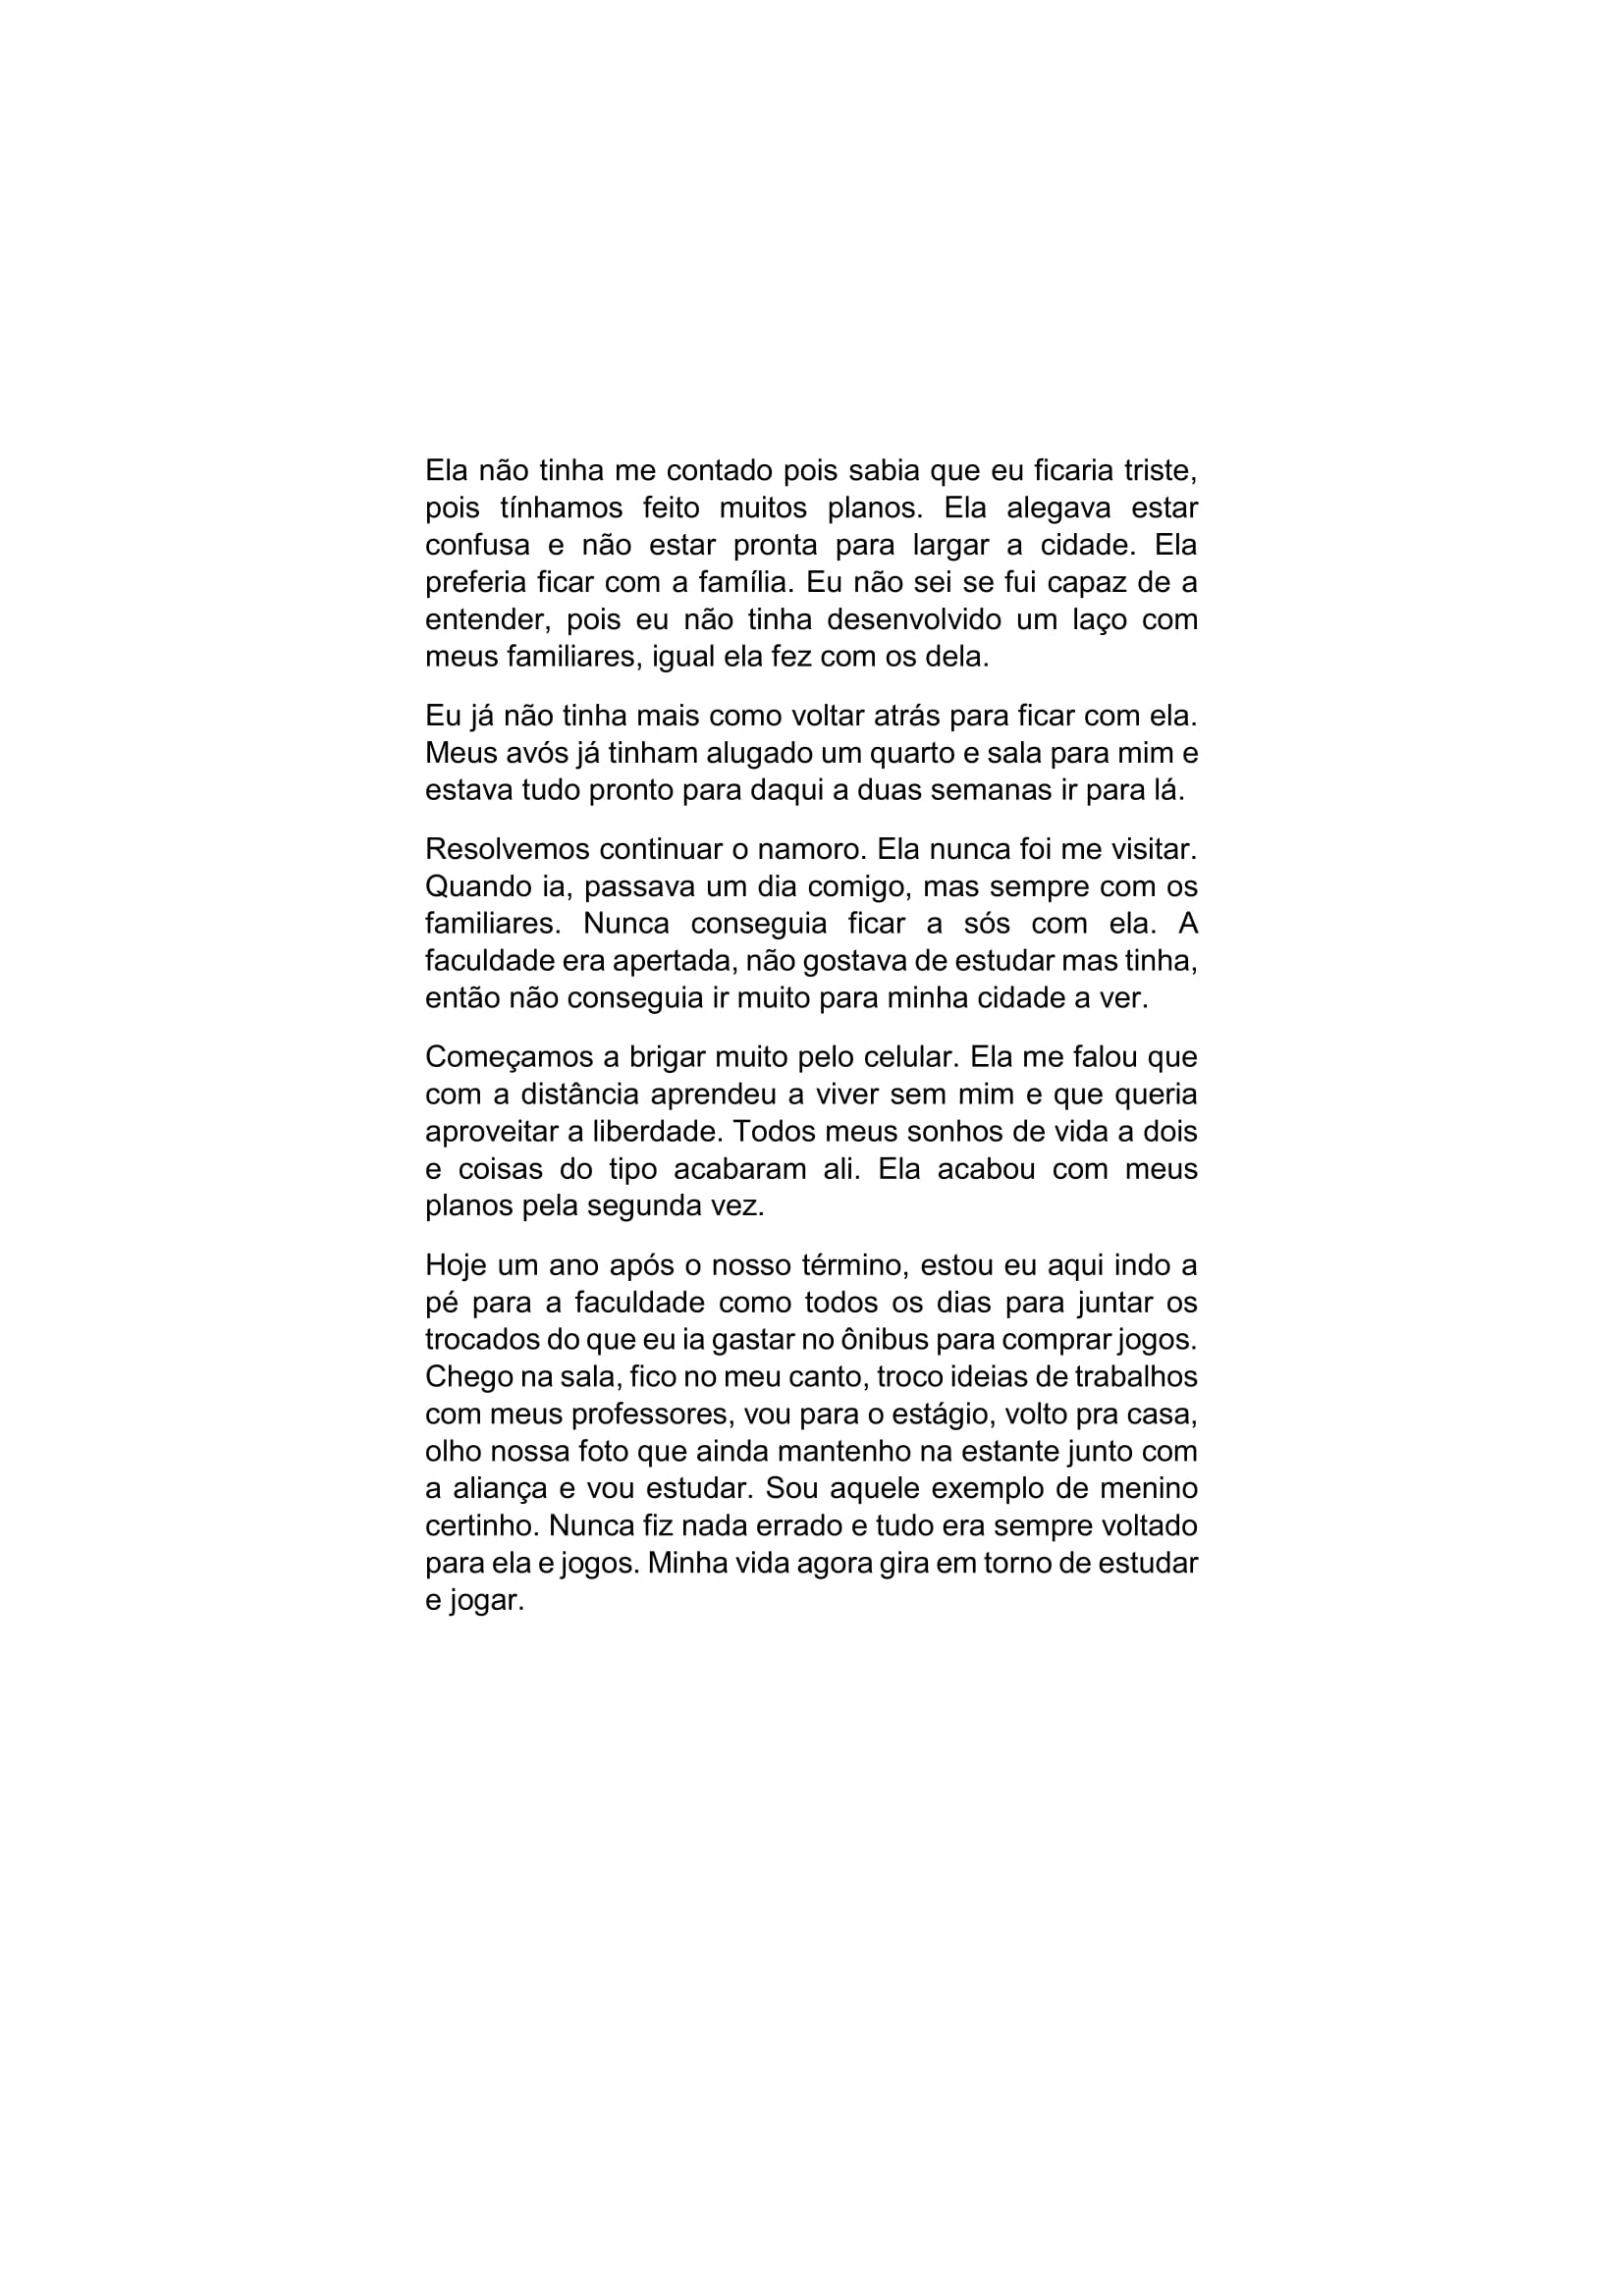 Ela não tinha me contado pois sabia que eu ficaria triste,
pois tínhamos feito muitos planos. Ela alegava estar
confusa e não estar pronta para largar a cidade. Ela
preferia ficar com a família. Eu não sei se fui capaz de a
entender, pois eu não tinha desenvolvido um laço com
meus familiares, igual ela fez com os dela.
Eu já não tinha mais como voltar atrás para ficar com ela.
Meus avós já tinham alugado um quarto e sala para mim e
estava tudo pronto para daqui a duas semanas ir para lá.
Resolvemos continuar o namoro. Ela nunca foi me visitar.
Quando ia, passava um dia comigo, mas sempre com os
familiares. Nunca conseguia ficar a sós com ela. A
faculdade era apertada, não gostava de estudar mas tinha,
então não conseguia ir muito para minha cidade a ver.
Começamos a brigar muito pelo celular. Ela me falou que
com a distância aprendeu a viver sem mim e que queria
aproveitar a liberdade. Todos meus sonhos de vida a dois
e coisas do tipo acabaram ali. Ela acabou com meus
planos pela segunda vez.
Hoje um ano após o nosso término, estou eu aqui indo a
pé para a faculdade como todos os dias para juntar os
trocados do que eu ia gastar no ônibus para comprar jogos.
Chego na sala, fico no meu canto, troco ideias de trabalhos
com meus professores, vou para o estágio, volto pra casa,
olho nossa foto que ainda mantenho na estante junto com
a aliança e vou estudar. Sou aquele exemplo de menino
certinho. Nunca fiz nada errado e tudo era sempre voltado
para ela e jogos. Minha vida agora gira em torno de estudar
e jogar.